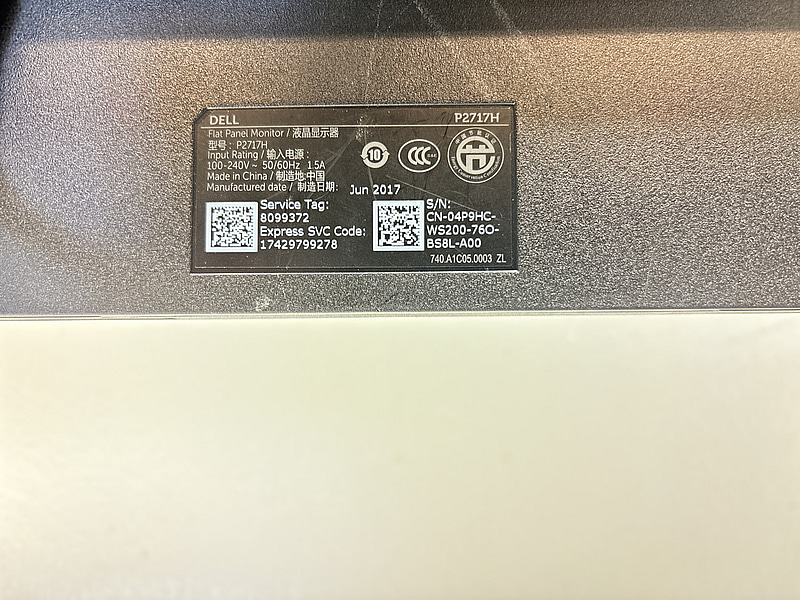 DELL P2717H
Flat Panel Monitor / 液晶显示器
型号: P2717H
Input Rating / 输入电源:
100-240V ~ 50/60Hz 1.5A
Made in China / 制造地:中国
Manufactured date / 制造日期: Jun 2017
10
CCC
Service Tag:
8099372
Express SVC Code:
17429799278
S/N:
CN-04P9HC-
WS200-76O-
BS8L-A00
740.A1C05.0003 ZL